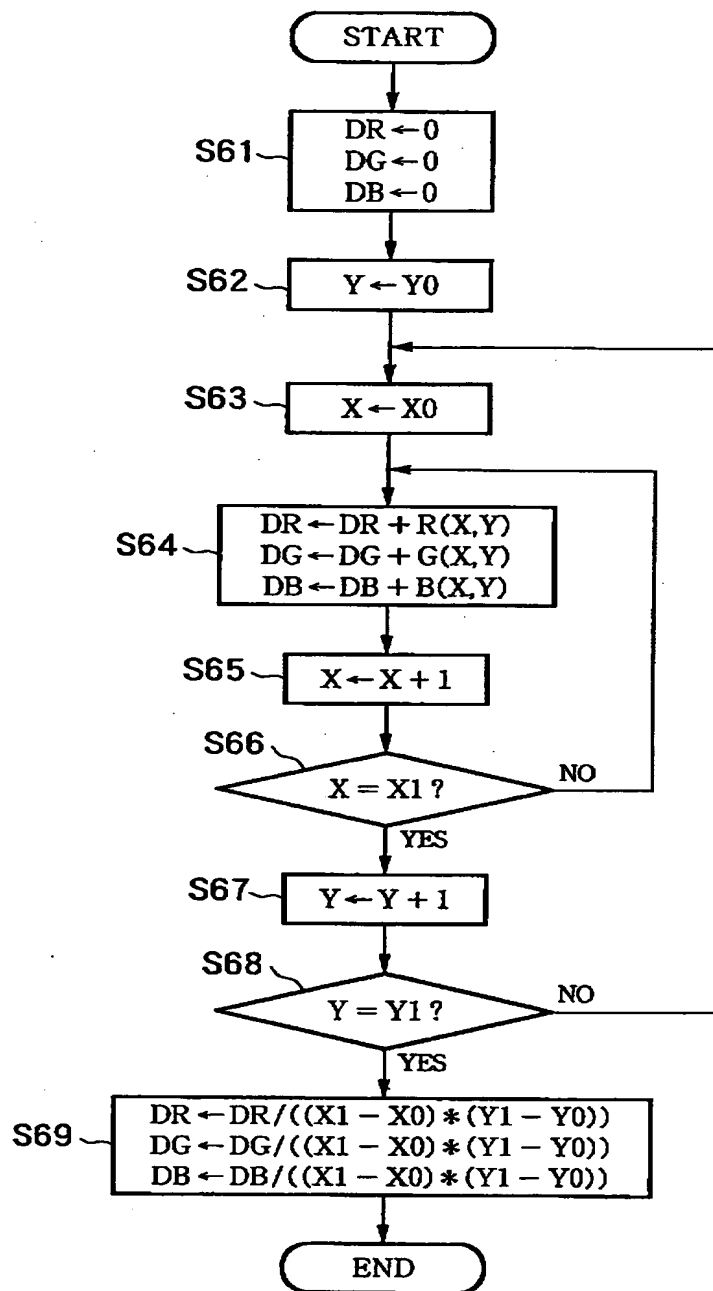 START
S61
DR ← 0
DG ← 0
DB ← 0
S62
Y ← Y0
S63
X ← X0
S64
DR ← DR + R(X,Y)
DG ← DG + G(X,Y)
DB ← DB + B(X,Y)
S65
X ← X + 1
S66
X = X1 ?
NO
YES
S67
Y ← Y + 1
S68
Y = Y1 ?
NO
YES
S69
DR ← DR/((X1 − X0) * (Y1 − Y0))
DG ← DG/((X1 − X0) * (Y1 − Y0))
DB ← DB/((X1 − X0) * (Y1 − Y0))
END